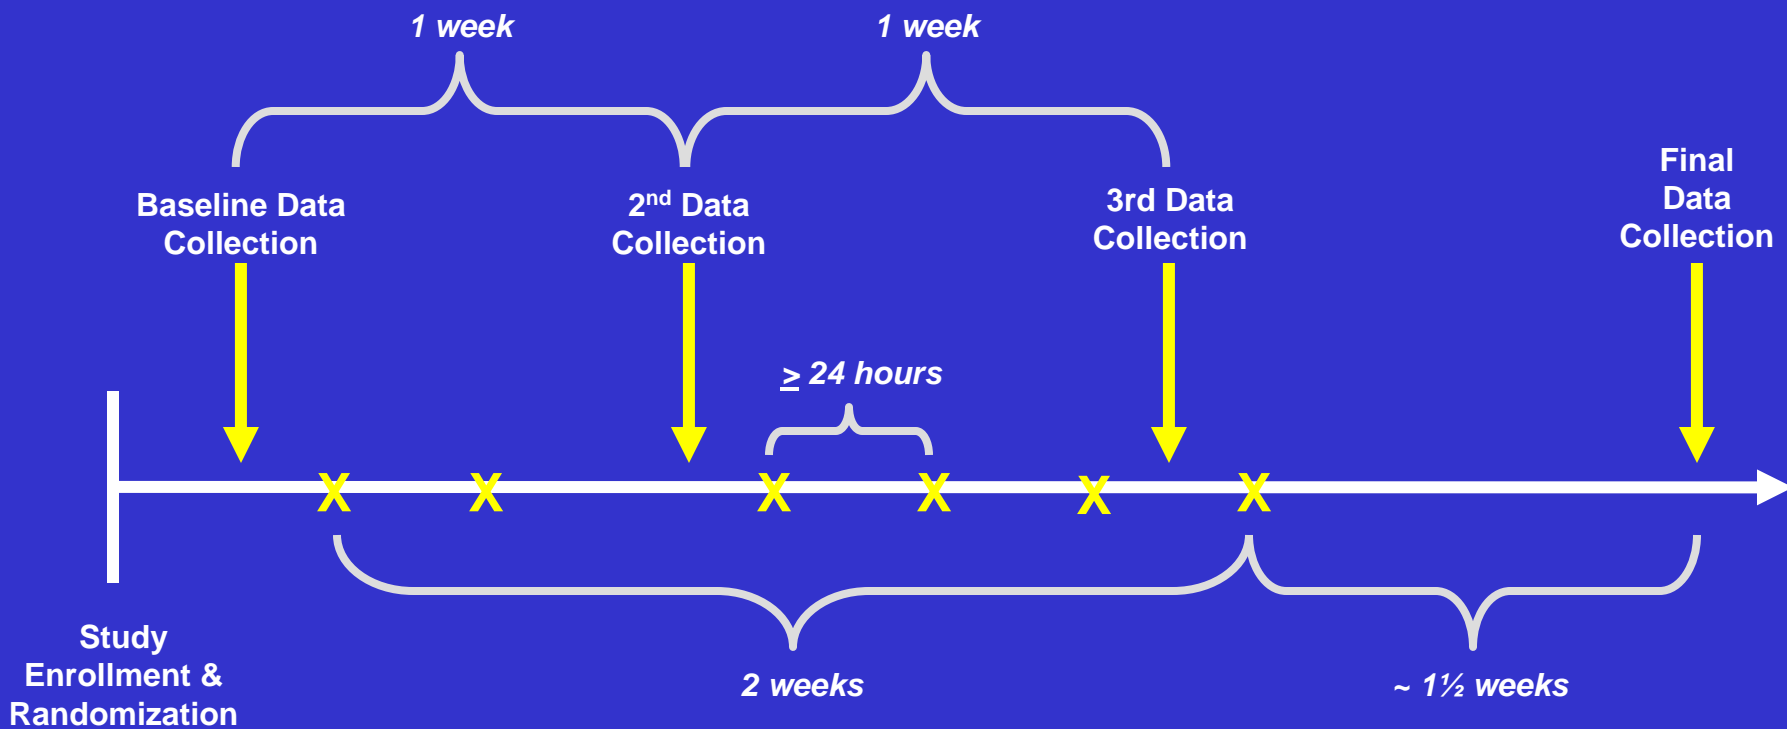 1 week
1 week
Baseline Data
Collection
2nd Data
Collection
3rd Data
Collection
Final
Data
Collection
≥ 24 hours
X X X X X X
Study
Enrollment &
Randomization
2 weeks
~ 1½ weeks